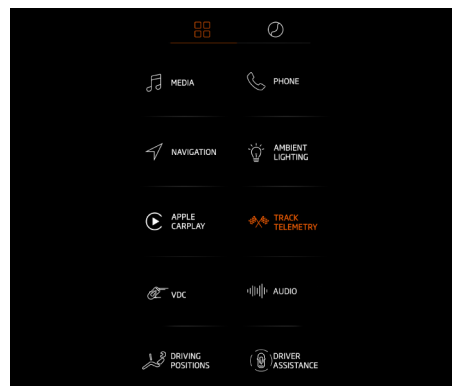 MEDIA
PHONE
NAVIGATION
AMBIENT
LIGHTING
APPLE
CARPLAY
TRACK
TELEMETRY
VDC
AUDIO
DRIVING
POSITIONS
DRIVER
ASSISTANCE